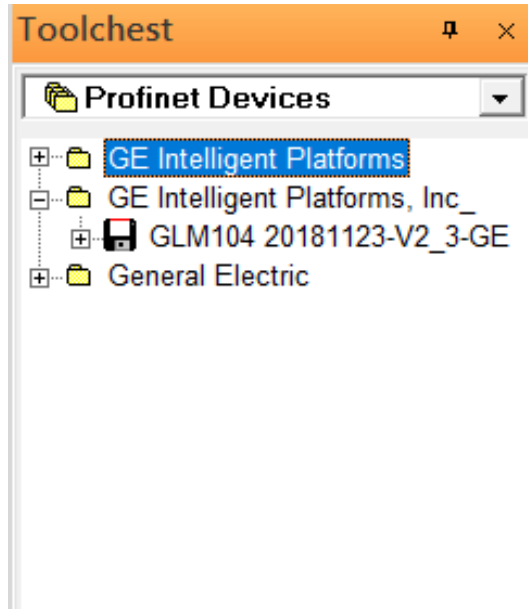 Toolchest
Profinet Devices
GE Intelligent Platforms
GE Intelligent Platforms, Inc_
GLM104 20181123-V2_3-GE
General Electric